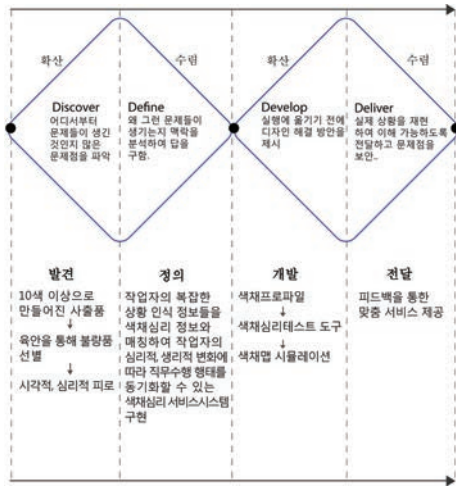 확산
수렴
확산
수렴
Discover
어디서부터
문제들이 생긴
것인지 많은
문제점을 파악
Define
왜 그런 문제들이
생기는지 맥락을
분석하여 답을
구함.
Develop
실행에 옮기기 전에
디자인 해결 방안을
제시
Deliver
실제 상황을 재현
하여 이해 가능하도록
전달하고 문제점을
보안..
발견
10색 이상으로
만들어진 사출품
육안을 통해 불량품
선별
시각적, 심리적 피로
정의
작업자의 복잡한
상황 인식 정보들을
색채심리 정보와
매칭하여 작업자의
심리적, 생리적 변화에
따라 직무수행 행태를
동기화할 수 있는
색채심리 서비스시스템
구현
개발
색채프로파일
색채심리테스트 도구
색채맵 시뮬레이션
전달
피드백을 통한
맞춤 서비스 제공